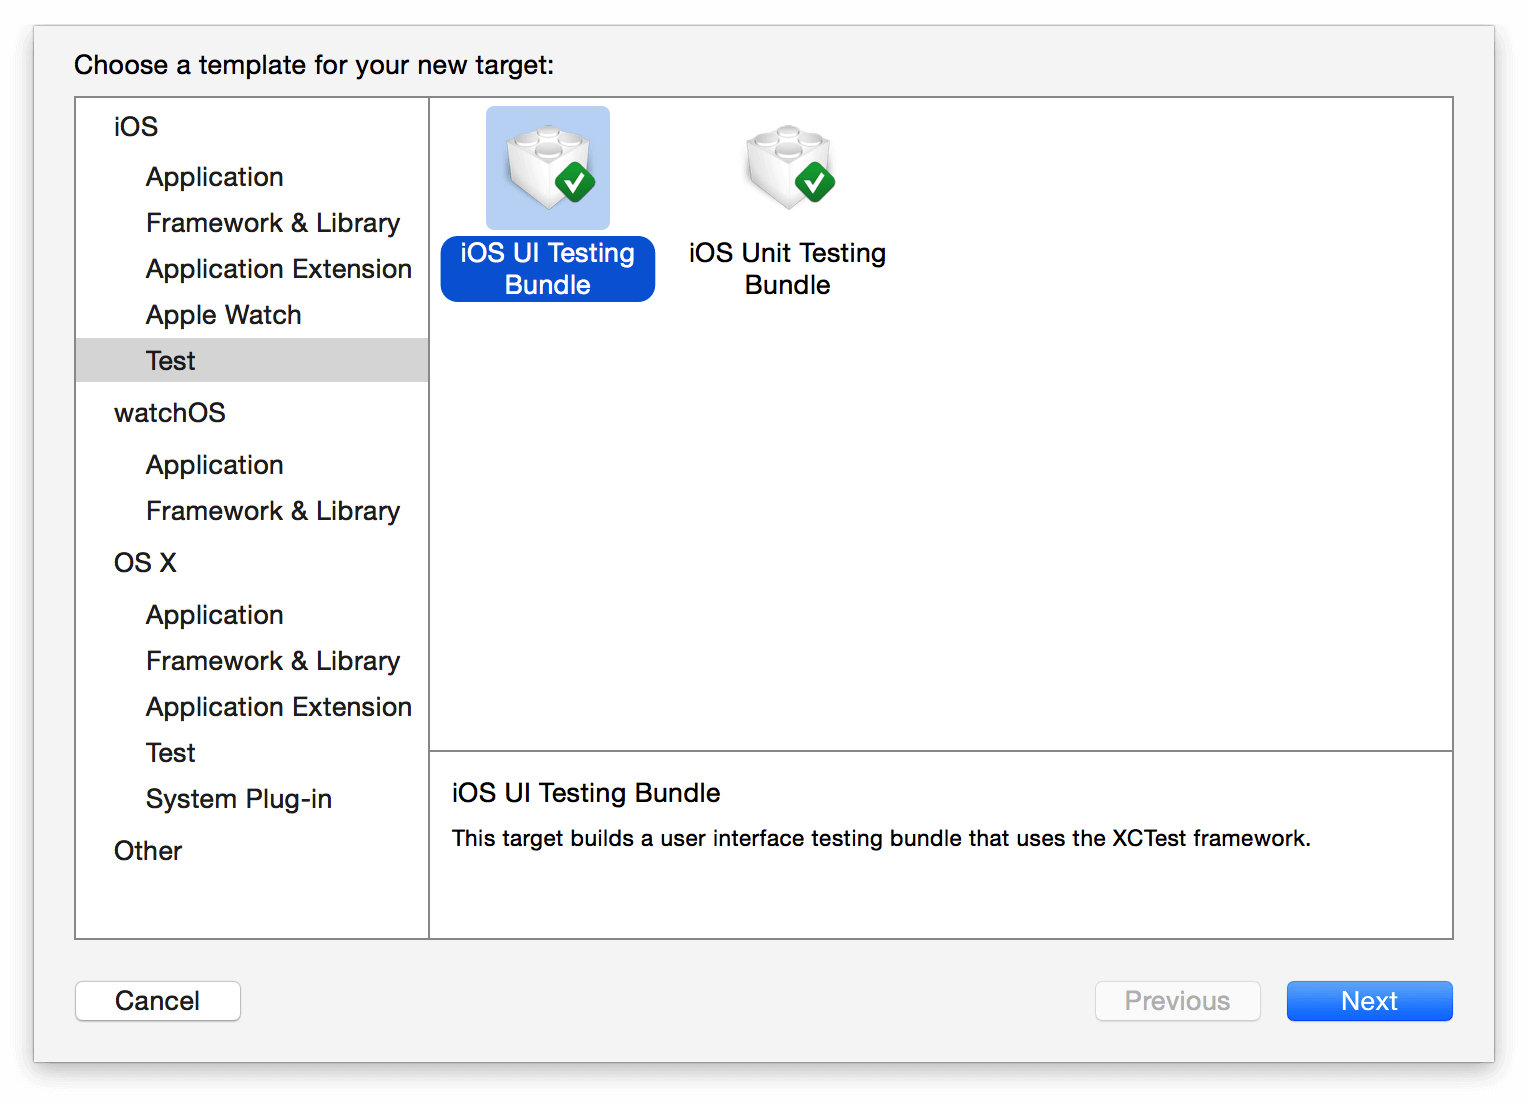 Choose a template for your new target:
iOS
Application
Framework & Library
Application Extension
Apple Watch
Test
watchOS
Application
Framework & Library
OS X
Application
Framework & Library
Application Extension
Test
System Plug-in
Other
iOS UI Testing
Bundle
iOS Unit Testing
Bundle
iOS UI Testing Bundle
This target builds a user interface testing bundle that uses the XCTest framework.
Cancel
Previous
Next